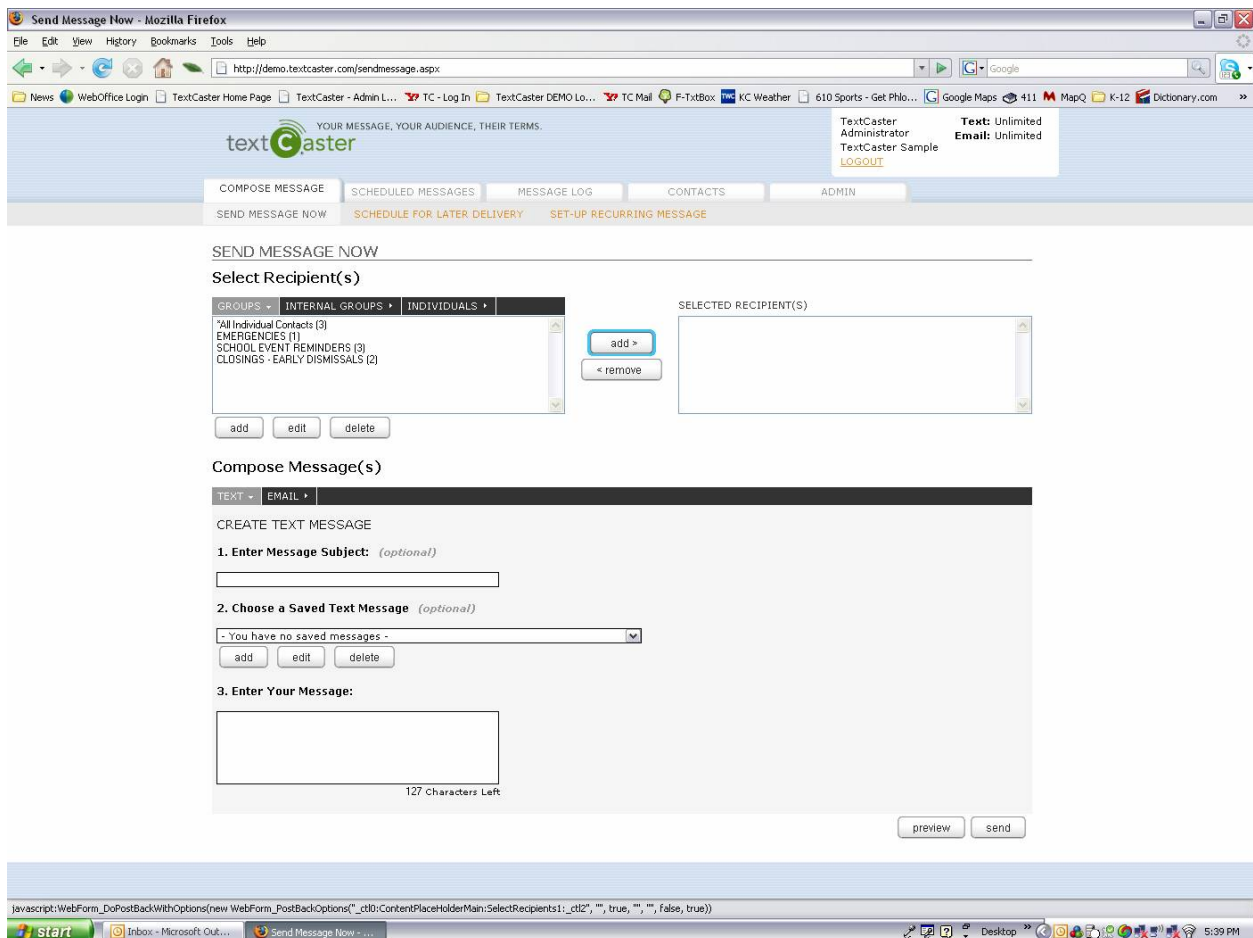 Send Message Now - Mozilla Firefox
File Edit View History Bookmarks Tools Help
http://demo.textcaster.com/sendmessage.aspx
G Google
News WebOffice Login TextCaster Home Page TextCaster - Admin L... TC - Log In TextCaster DEMO Lo... TC Mail F-TxtBox TWC KC Weather 610 Sports - Get Phlo... Google Maps 411 MapQ K-12 Dictionary.com »
YOUR MESSAGE, YOUR AUDIENCE, THEIR TERMS.
textCaster
TextCaster Administrator
TextCaster Sample
LOGOUT
Text: Unlimited
Email: Unlimited
COMPOSE MESSAGE SCHEDULED MESSAGES MESSAGE LOG CONTACTS ADMIN
SEND MESSAGE NOW SCHEDULE FOR LATER DELIVERY SET-UP RECURRING MESSAGE
SEND MESSAGE NOW
Select Recipient(s)
GROUPS INTERNAL GROUPS INDIVIDUALS
SELECTED RECIPIENT(S)
*All Individual Contacts (3)
EMERGENCIES (1)
SCHOOL EVENT REMINDERS (3)
CLOSINGS - EARLY DISMISSALS (2)
add >
< remove
add edit delete
Compose Message(s)
TEXT EMAIL
CREATE TEXT MESSAGE
1. Enter Message Subject: (optional)
2. Choose a Saved Text Message (optional)
- You have no saved messages -
add edit delete
3. Enter Your Message:
127 Characters Left
preview send
javascript:WebForm_DoPostBackWithOptions(new WebForm_PostBackOptions("_ctl0:ContentPlaceHolderMain:SelectRecipients1:_ctl2", "", true, "", "", false, true))
start Inbox - Microsoft Out... Send Message Now - ... Desktop » 5:39 PM